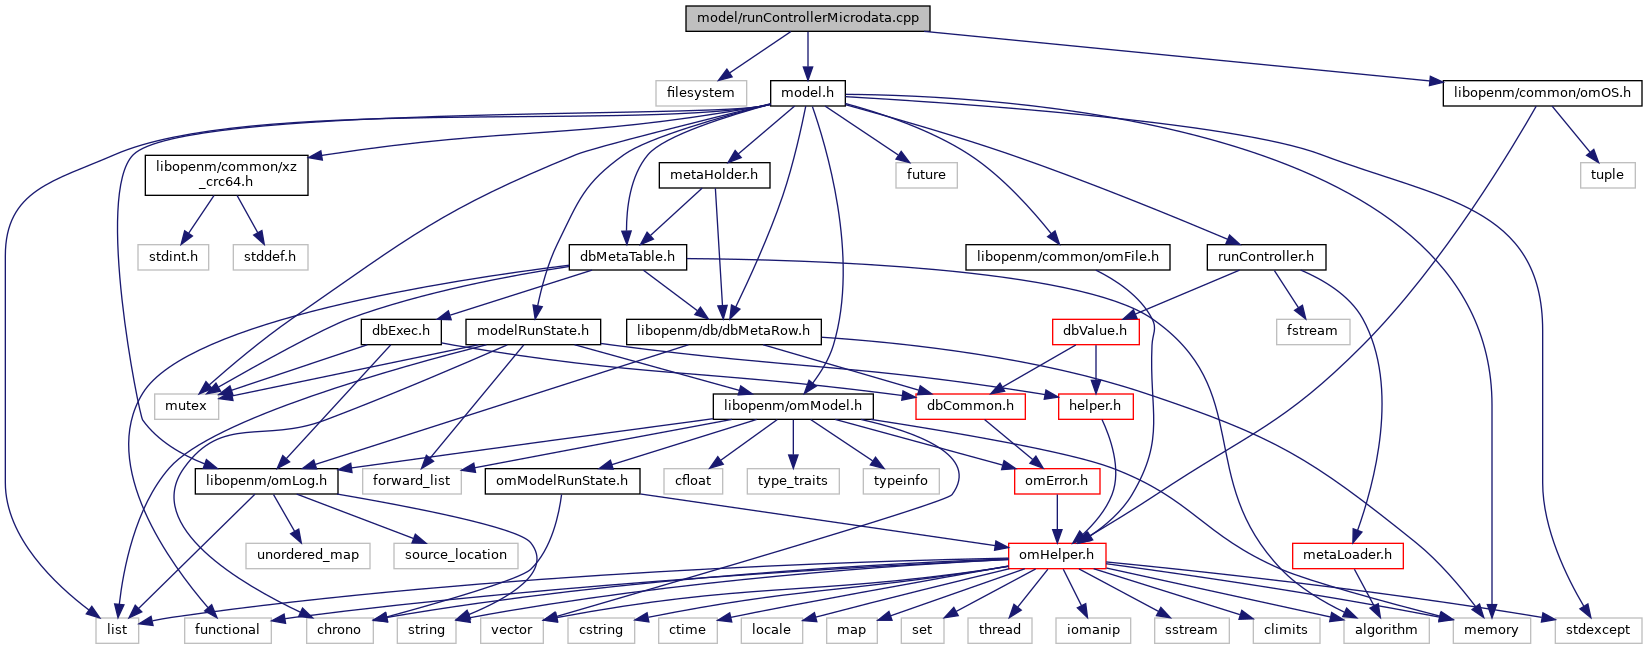 model/runControllerMicrodata.cpp
filesystem
model.h
libopenm/common/omOS.h
libopenm/common/xz
_crc64.h
metaHolder.h
future
tuple
stdint.h
stddef.h
dbMetaTable.h
libopenm/common/omFile.h
runController.h
dbExec.h
modelRunState.h
libopenm/db/dbMetaRow.h
dbValue.h
fstream
mutex
libopenm/omModel.h
dbCommon.h
helper.h
libopenm/omLog.h
forward_list
omModelRunState.h
cfloat
type_traits
typeinfo
omError.h
unordered_map
source_location
omHelper.h
metaLoader.h
list
functional
chrono
string
vector
cstring
ctime
locale
map
set
thread
iomanip
sstream
climits
algorithm
memory
stdexcept